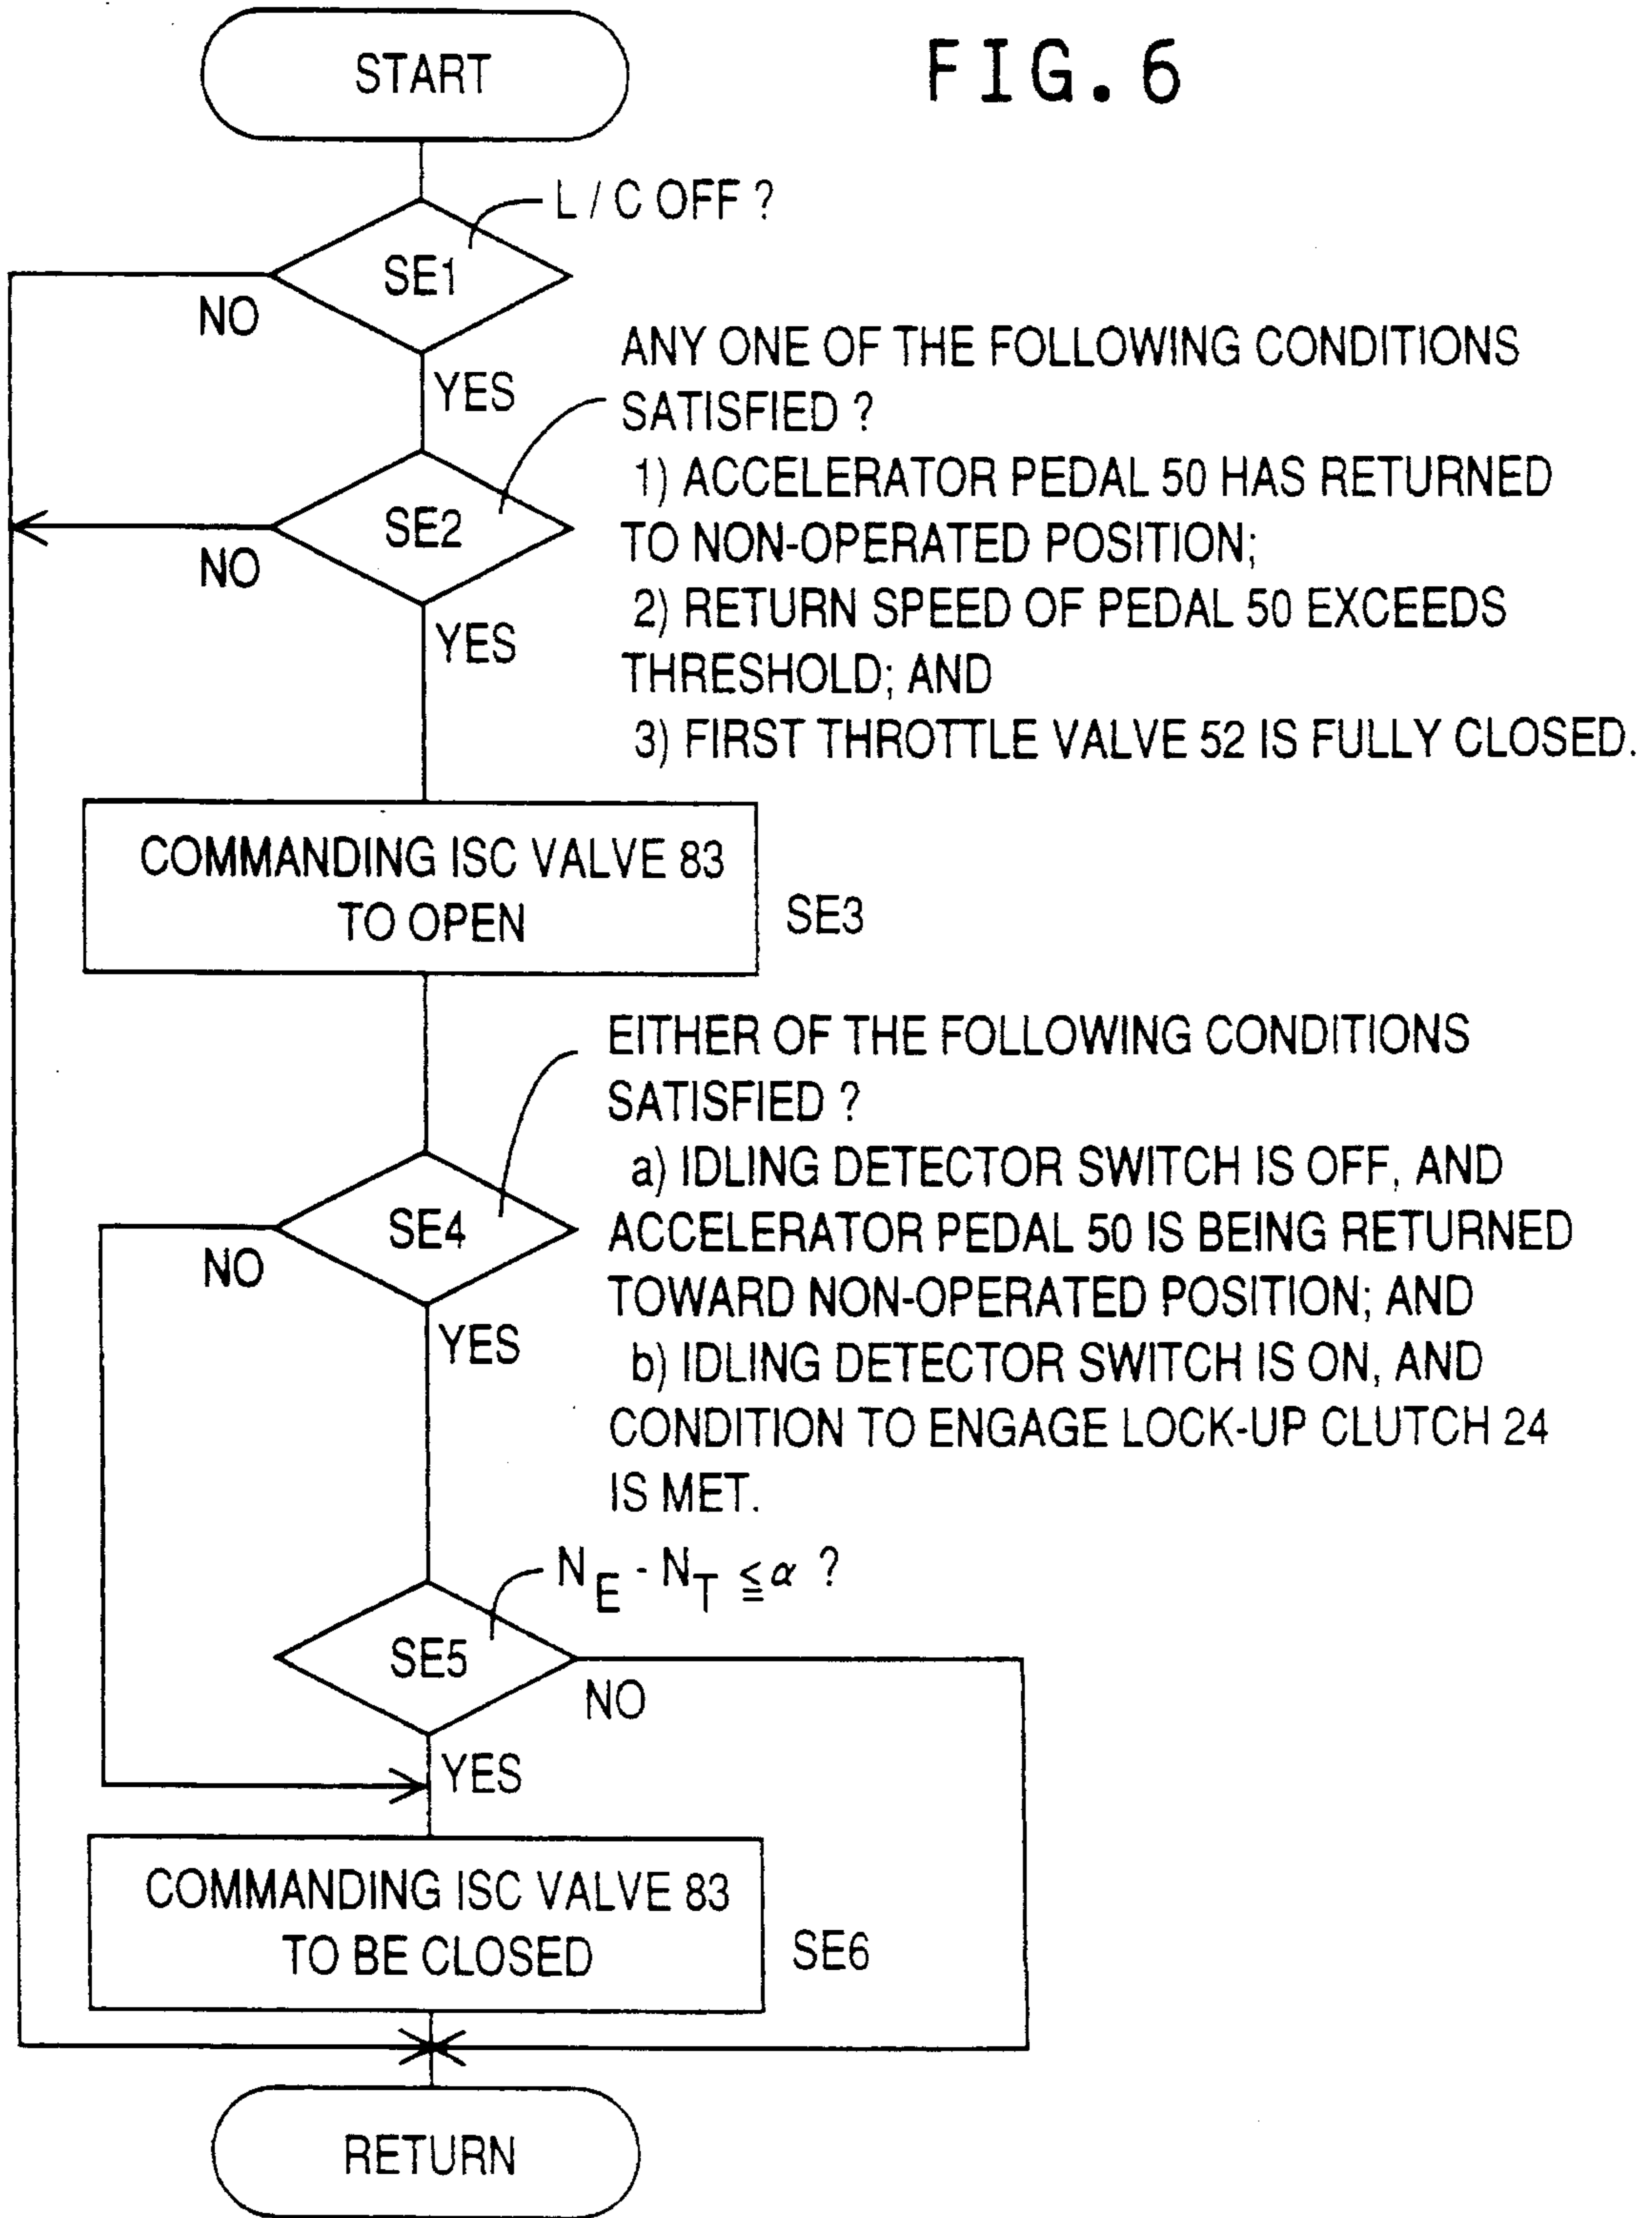 FIG. 6
START
L / C OFF ?
SE1
NO
YES
ANY ONE OF THE FOLLOWING CONDITIONS
SATISFIED ?
1) ACCELERATOR PEDAL 50 HAS RETURNED
TO NON-OPERATED POSITION;
2) RETURN SPEED OF PEDAL 50 EXCEEDS
THRESHOLD; AND
3) FIRST THROTTLE VALVE 52 IS FULLY CLOSED.
SE2
NO
YES
COMMANDING ISC VALVE 83
TO OPEN
SE3
EITHER OF THE FOLLOWING CONDITIONS
SATISFIED ?
a) IDLING DETECTOR SWITCH IS OFF, AND
ACCELERATOR PEDAL 50 IS BEING RETURNED
TOWARD NON-OPERATED POSITION; AND
b) IDLING DETECTOR SWITCH IS ON, AND
CONDITION TO ENGAGE LOCK-UP CLUTCH 24
IS MET.
SE4
NO
YES
N_E - N_T ≦ α ?
SE5
NO
YES
COMMANDING ISC VALVE 83
TO BE CLOSED
SE6
RETURN